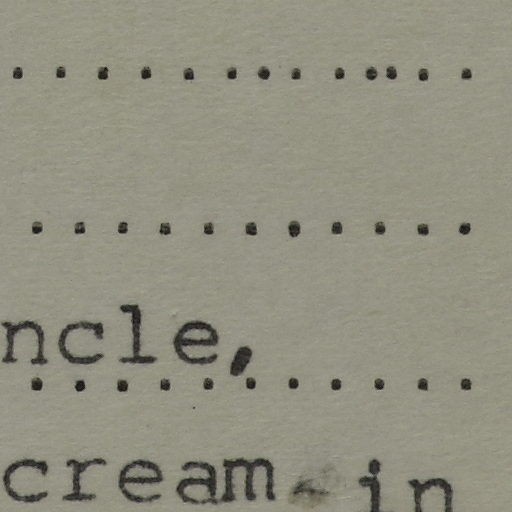 . . . . . . . . . . . . .
. . . . . . . . . . .
ncle,
. . . . . . . . . . .
cream - in